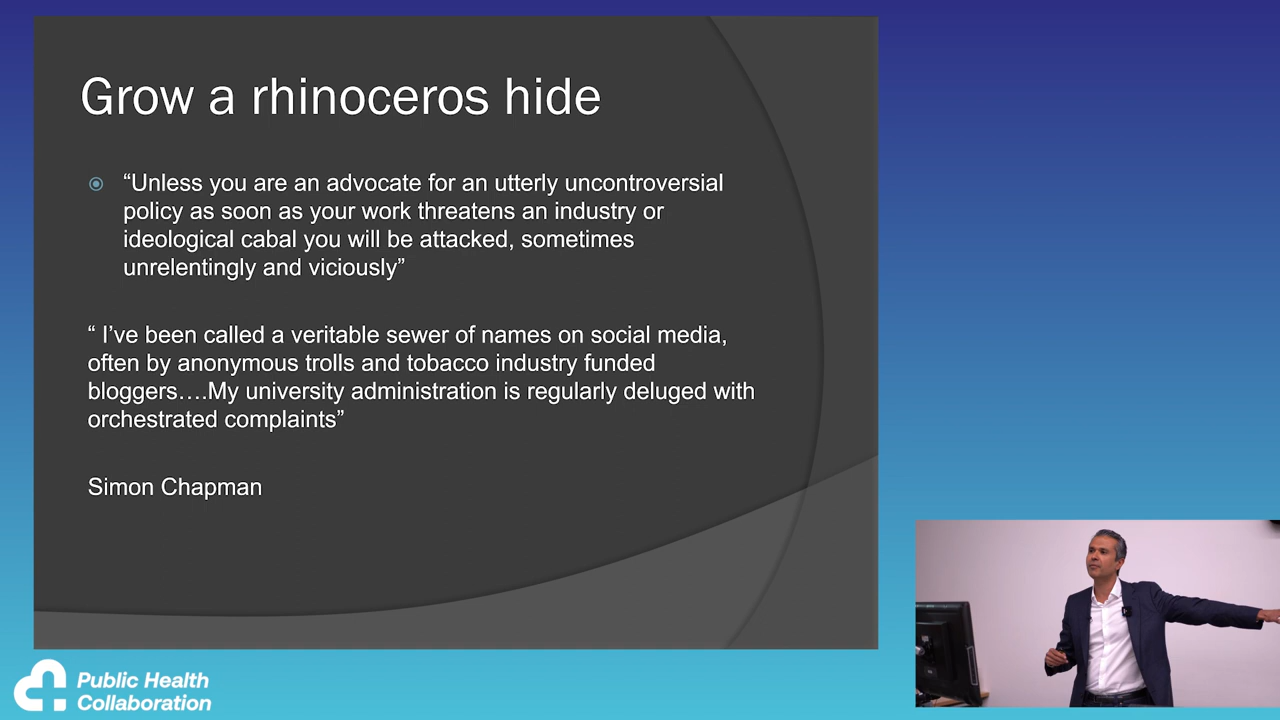 Grow a rhinoceros hide
“Unless you are an advocate for an utterly uncontroversial
policy as soon as your work threatens an industry or
ideological cabal you will be attacked, sometimes
unrelentingly and viciously”
“ I’ve been called a veritable sewer of names on social media,
often by anonymous trolls and tobacco industry funded
bloggers….My university administration is regularly deluged with
orchestrated complaints”
Simon Chapman
Public Health
Collaboration